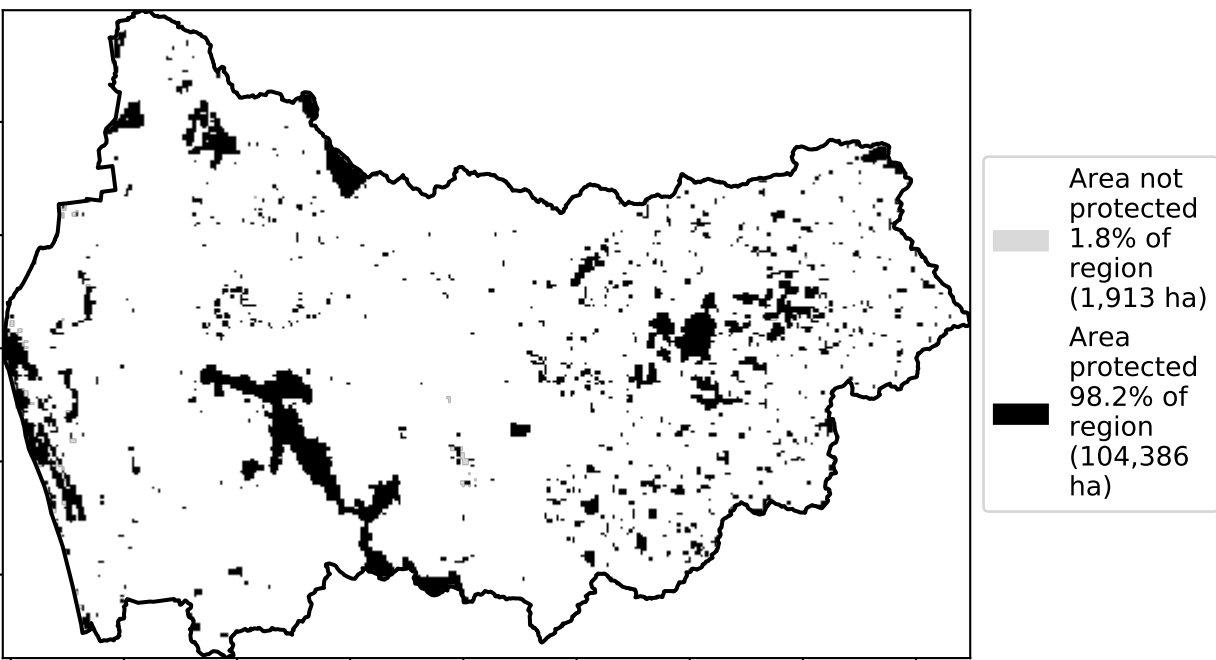 Area not
protected
1.8% of
region
(1,913 ha)
Area
protected
98.2% of
region
(104,386
ha)